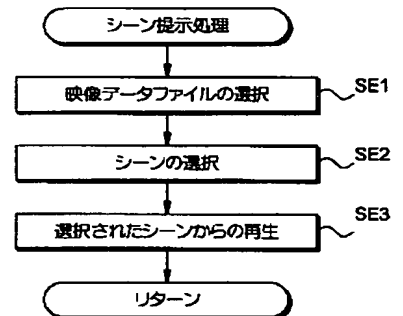 シーン提示処理
映像データファイルの選択
SE1
シーンの選択
SE2
選択されたシーンからの再生
SE3
リターン